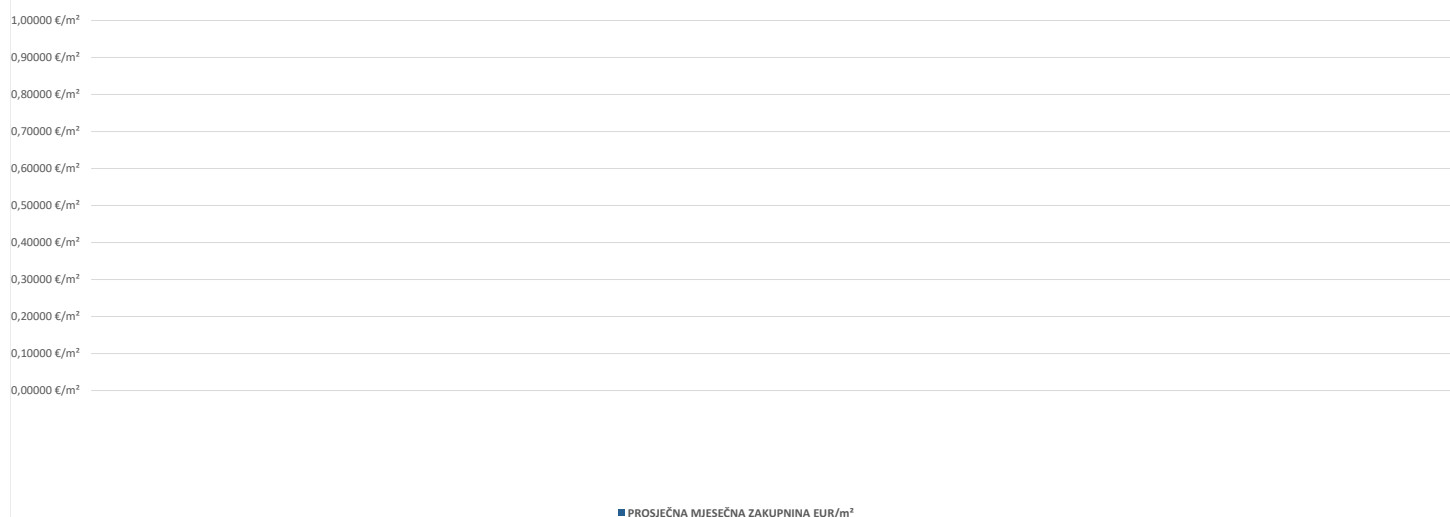 1,00000 €/m²
0,90000 €/m²
0,80000 €/m²
0,70000 €/m²
0,60000 €/m²
0,50000 €/m²
0,40000 €/m²
0,30000 €/m²
0,20000 €/m²
0,10000 €/m²
0,00000 €/m²
PROSJEČNA MJESEČNA ZAKUPNINA EUR/m²